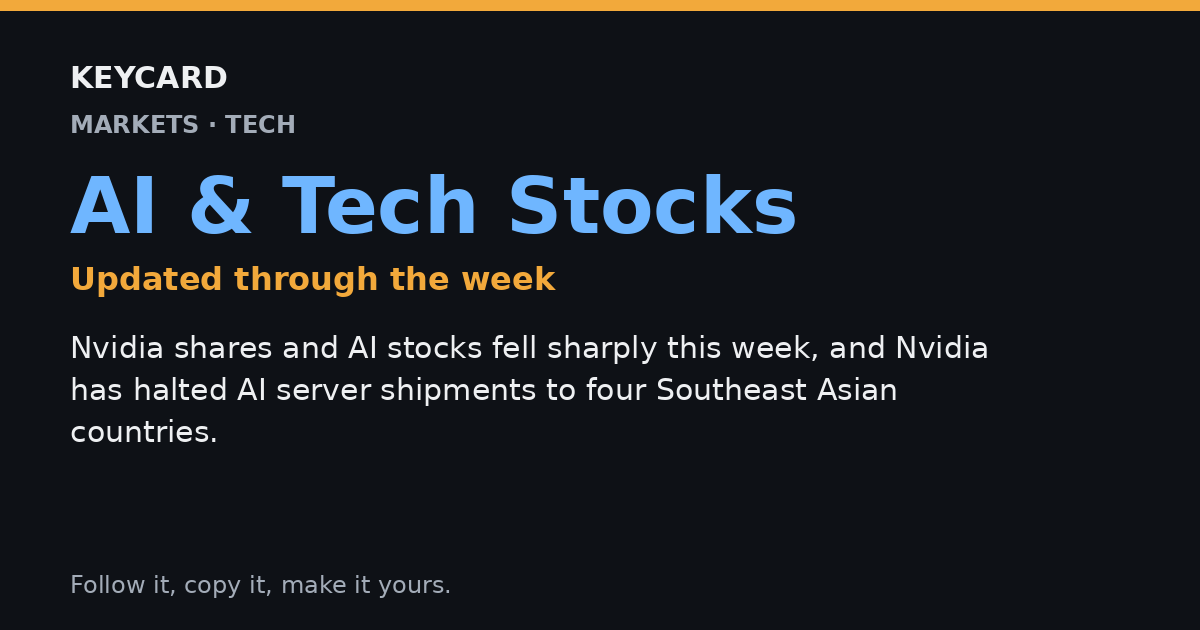 KEYCARD
MARKETS · TECH
AI & Tech Stocks
Updated through the week
Nvidia shares and AI stocks fell sharply this week, and Nvidia
has halted AI server shipments to four Southeast Asian
countries.
Follow it, copy it, make it yours.